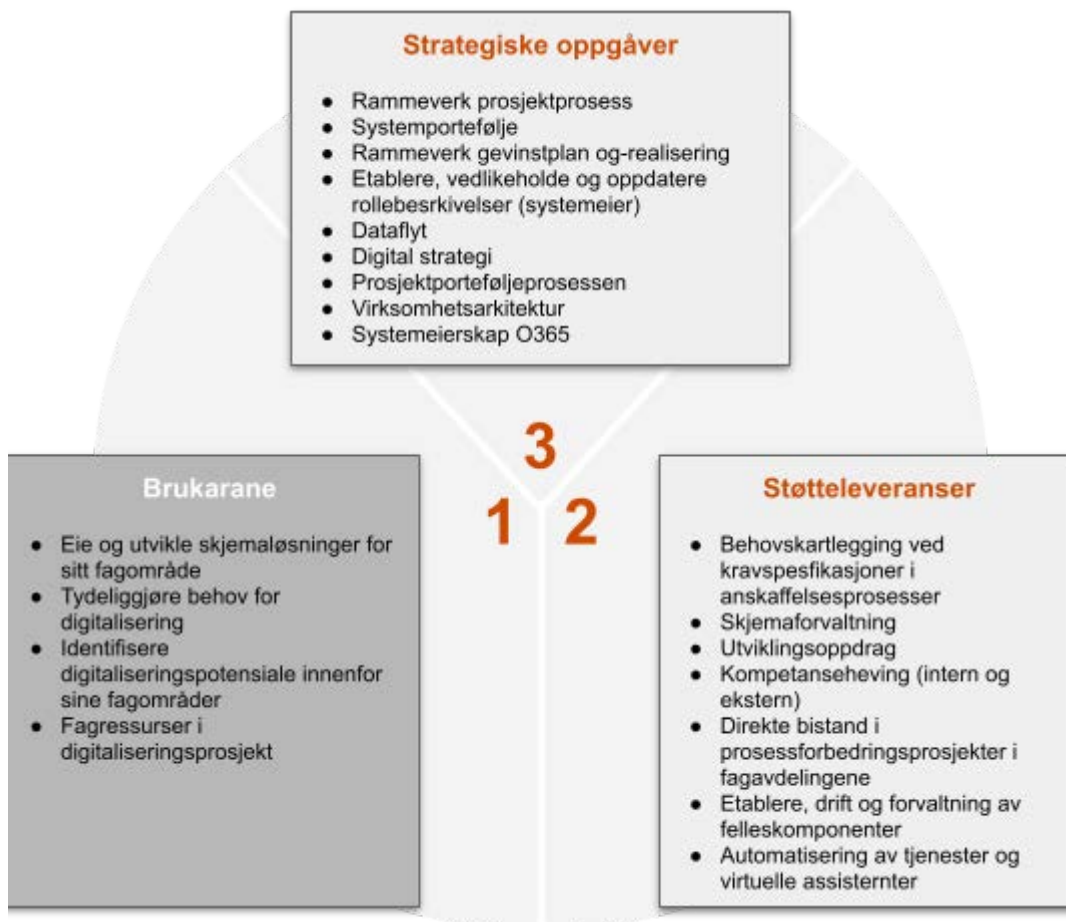 Strategiske oppgåver
● Rammeverk prosjektprosess
● Systemportefølje
● Rammeverk gevinstplan og-realisering
● Etablere, vedlikeholde og oppdatere
rollebesrkivelser (systemeier)
● Dataflyt
● Digital strategi
● Prosjektporteføljeprosessen
● Virksomhetsarkitektur
● Systemeierskap O365
3
1
2
Brukarane
● Eie og utvikle skjemaløsninger for
sitt fagområde
● Tydeliggjøre behov for
digitalisering
● Identifisere
digitaliseringspotensiale innenfor
sine fagområder
● Fagressurser i
digitaliseringsprosjekt
Støtteleveranser
● Behovskartlegging ved
kravspesfikasjoner i
anskaffelsesprosesser
● Skjemaforvaltning
● Utviklingsoppdrag
● Kompetanseheving (intern og
ekstern)
● Direkte bistand i
prosessforbedringsprosjekter i
fagavdelingene
● Etablere, drift og forvaltning av
felleskomponenter
● Automatisering av tjenester og
virtuelle assisternter